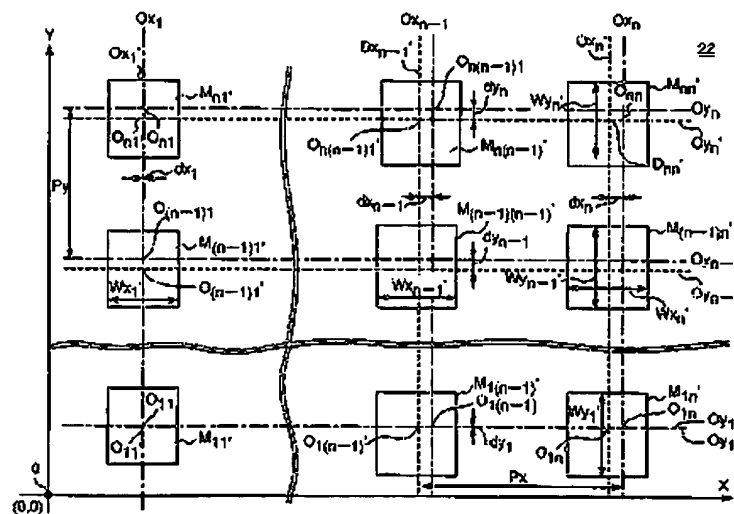 Ox₁ Oxₙ₋₁ Oxₙ
Y Ox₁' Dxₙ₋₁' Oxₙ' 22
Oₙ₍ₙ₋₁₎1 Oₙₙ Mₙₙ'
Mₙ₁' dyₙ Wyₙ' Oyₙ
Oyₙ'
Oₙ₁ Oₙ₁ Oₙ₍ₙ₋₁₎1' Mₙ₍ₙ₋₁₎' Dₙₙ'
Py dx₁ dxₙ₋₁ dxₙ
O₍ₙ₋₁₎1 M₍ₙ₋₁₎₍ₙ₋₁₎' M₍ₙ₋₁₎ₙ'
M₍ₙ₋₁₎1' dyₙ₋₁ Oyₙ₋
Wx₁' Wxₙ₋₁' Wyₙ₋₁' Oyₙ₋
O₍ₙ₋₁₎1' Wxₙ'
M₁₍ₙ₋₁₎' M₁ₙ'
O₁₁ O₁₍ₙ₋₁₎ Wy₁' O₁ₙ Oy₁
O₁₁' M₁₁' O₁₍ₙ₋₁₎' dy₁ O₁ₙ' Oy₁
Px
a X
(0,0)